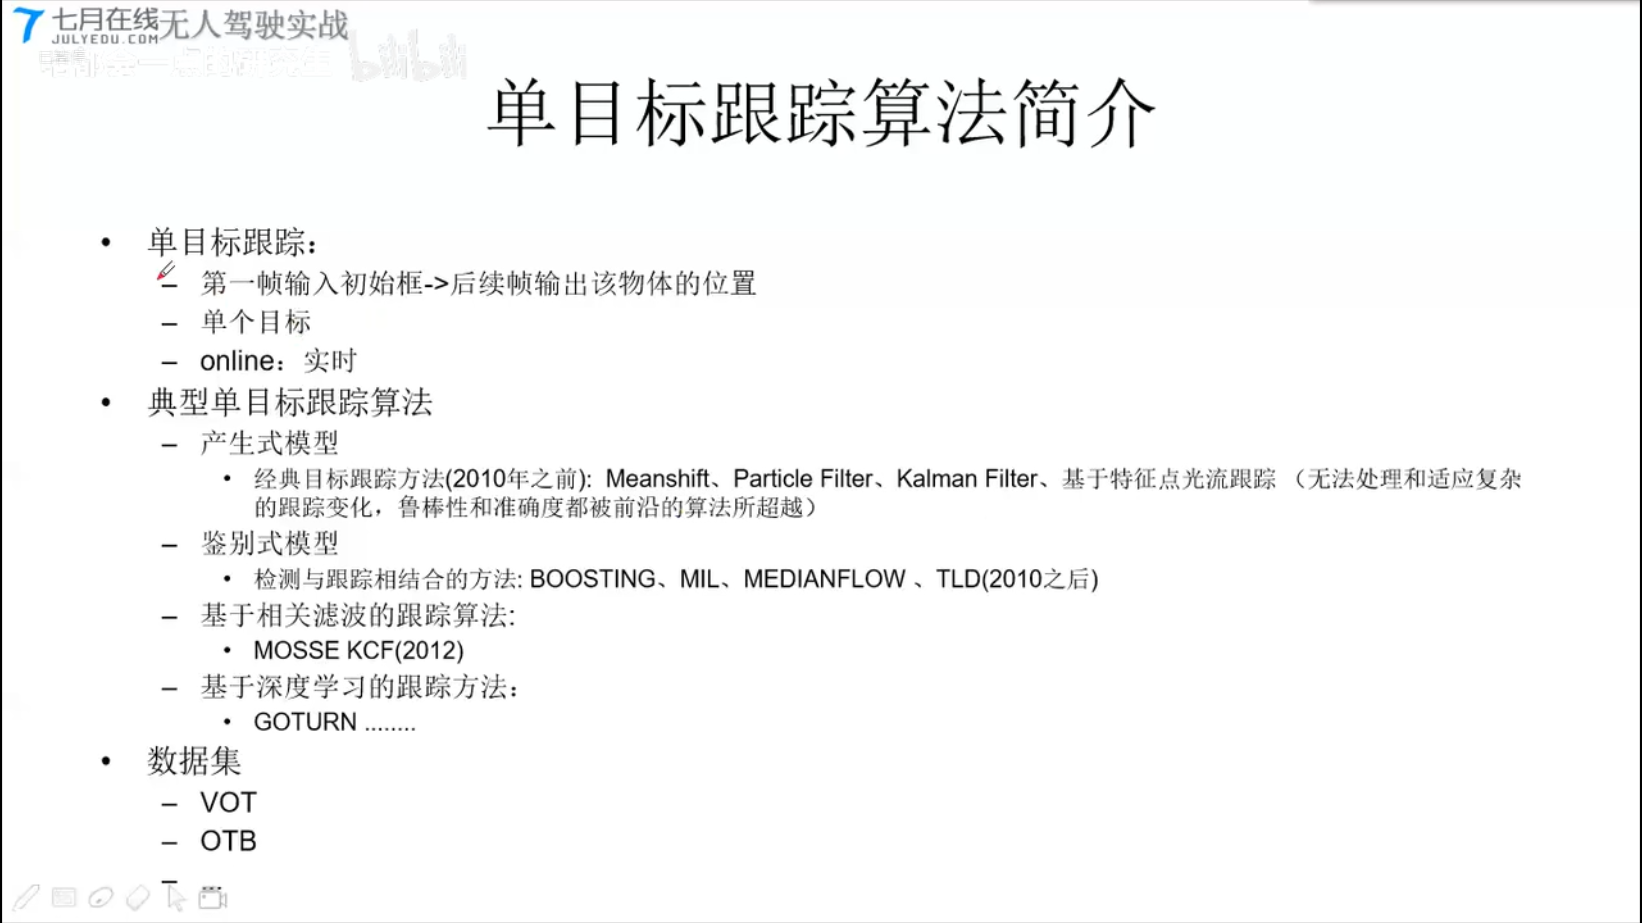 七月在线
JULYEDU.COM
无人驾驶实战
bilibili
单目标跟踪算法简介
• 单目标跟踪：
– 第一帧输入初始框->后续帧输出该物体的位置
– 单个目标
– online：实时
• 典型单目标跟踪算法
– 产生式模型
• 经典目标跟踪方法(2010年之前): Meanshift、Particle Filter、Kalman Filter、基于特征点光流跟踪 （无法处理和适应复杂
的跟踪变化，鲁棒性和准确度都被前沿的算法所超越）
– 鉴别式模型
• 检测与跟踪相结合的方法: BOOSTING、MIL、MEDIANFLOW 、TLD(2010之后)
– 基于相关滤波的跟踪算法:
• MOSSE KCF(2012)
– 基于深度学习的跟踪方法：
• GOTURN ........
• 数据集
– VOT
– OTB
– ...